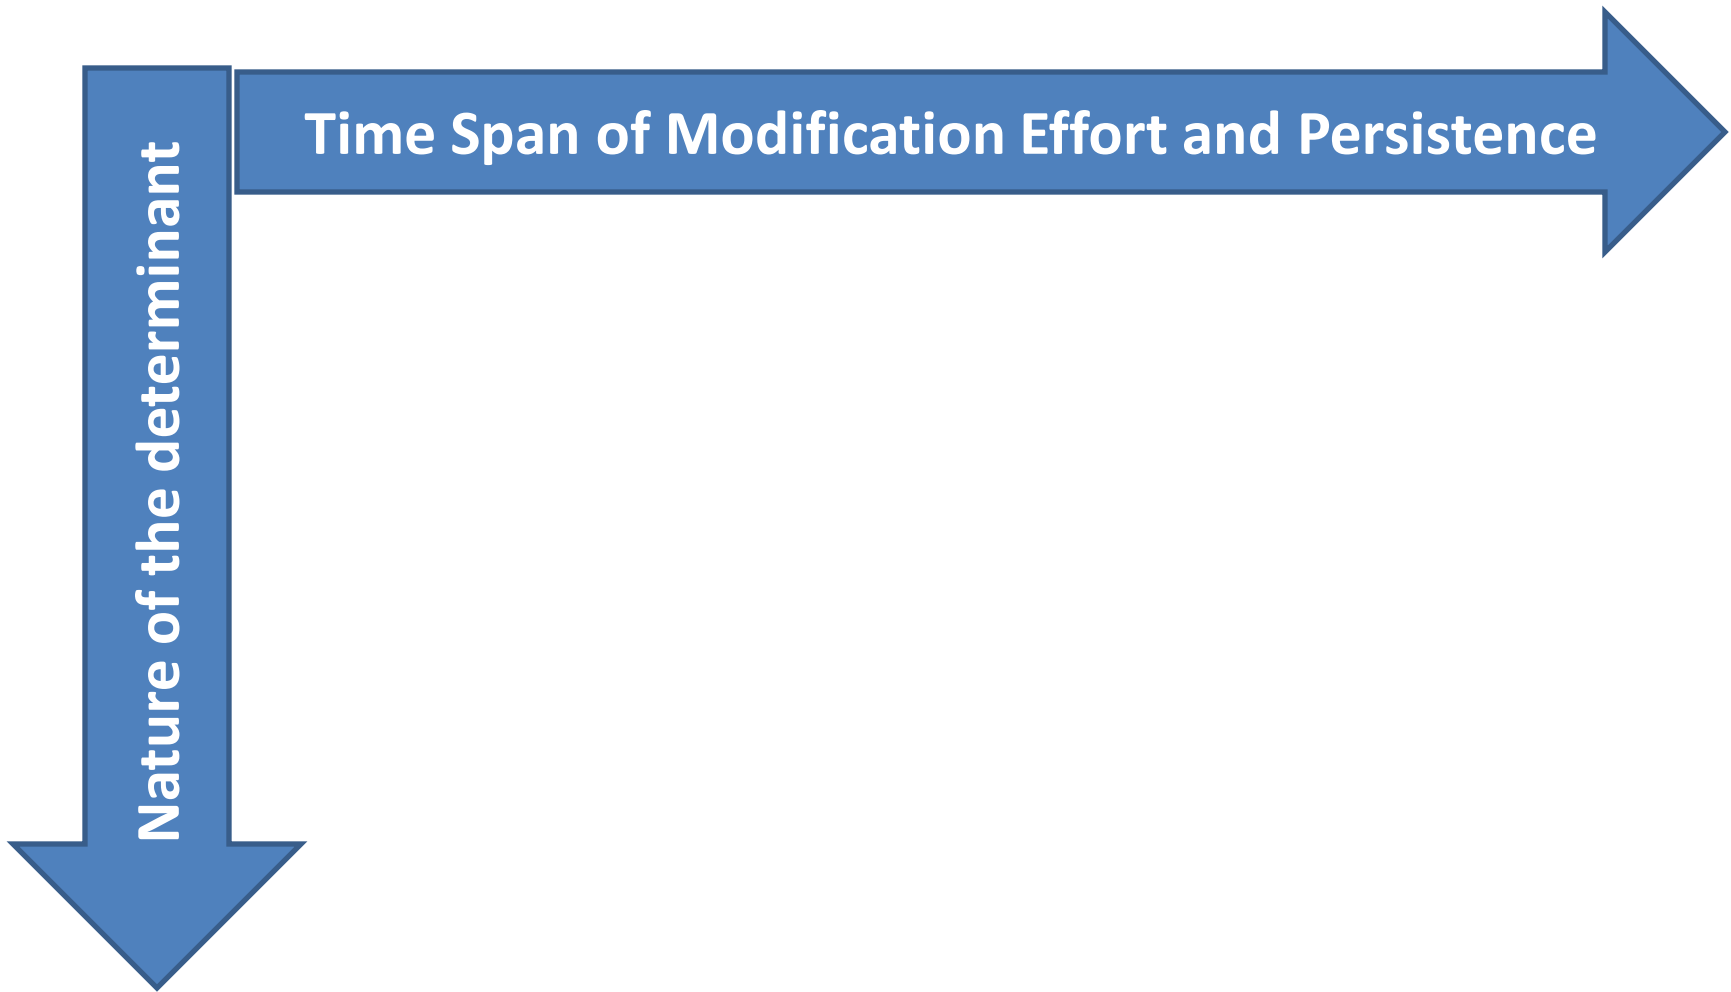 Time Span of Modification Effort and Persistence
Nature of the determinant